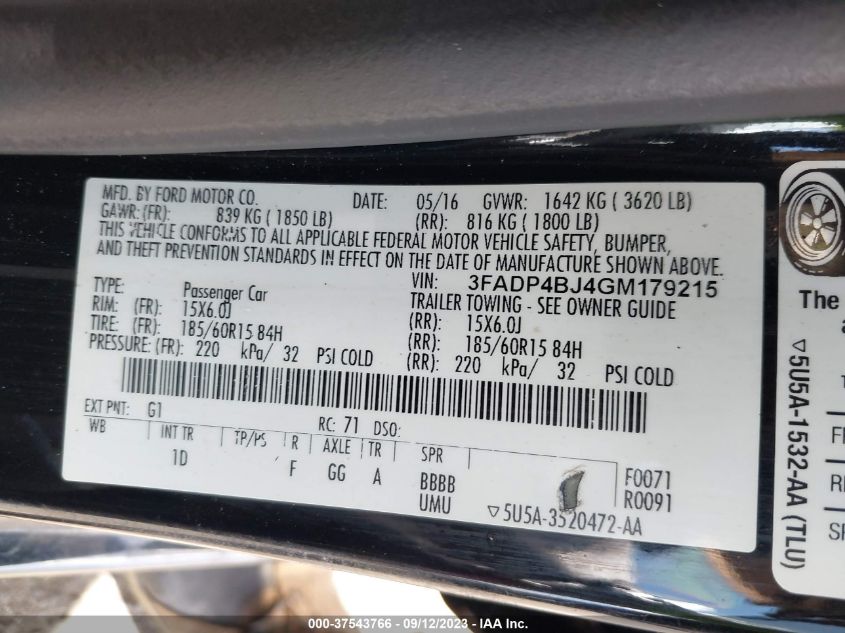 MFD. BY FORD MOTOR CO. DATE: 05/16 GVWR: 1642 KG ( 3620 LB)
GAWR: (FR): 839 KG ( 1850 LB) (RR): 816 KG ( 1800 LB)
THIS VEHICLE CONFORMS TO ALL APPLICABLE FEDERAL MOTOR VEHICLE SAFETY, BUMPER,
AND THEFT PREVENTION STANDARDS IN EFFECT ON THE DATE OF MANUFACTURE SHOWN ABOVE.
VIN: 3FADP4BJ4GM179215
TYPE: Passenger Car TRAILER TOWING - SEE OWNER GUIDE
RIM: (FR) 15X6.0J (RR): 15X6.0J
TIRE: (FR) 185/60R15 84H (RR): 185/60R15 84H
PRESSURE: (FR): 220 kPa/ 32 PSI COLD (RR): 220 kPa/ 32 PSI COLD
EXT PNT: G1 RC: 71 DSO:
WB INT TR TP/PS R AXLE TR SPR
1D F GG A BBBB F0071
UMU ▽5U5A-3520472-AA R0091
The
a
▽5U5A-1532-AA (TLU)
000-37543766 - 09/12/2023 - IAA Inc.